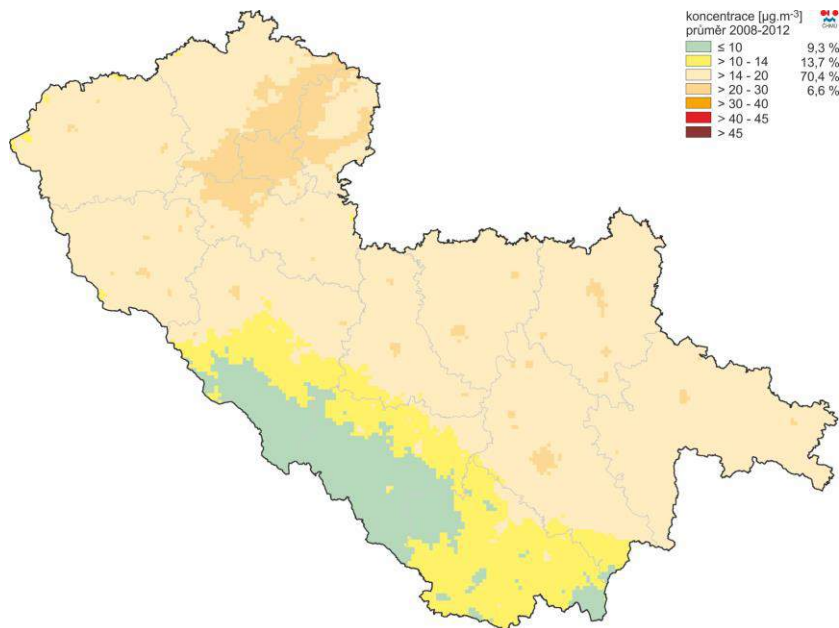 koncentrace [µg.m⁻³]
průměr 2008-2012
ČHMÚ
≤ 10 9,3 %
> 10 - 14 13,7 %
> 14 - 20 70,4 %
> 20 - 30 6,6 %
> 30 - 40
> 40 - 45
> 45